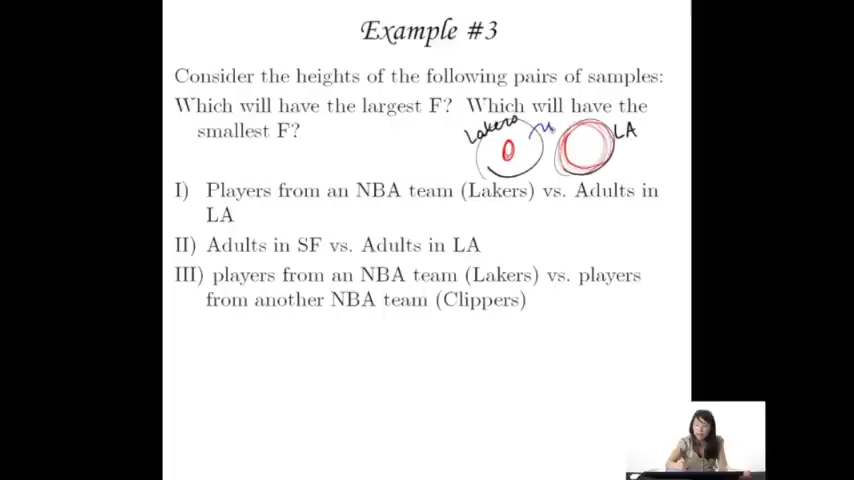 Example #3
Consider the heights of the following pairs of samples:
Which will have the largest F? Which will have the
smallest F?
Lakers
LA
I) Players from an NBA team (Lakers) vs. Adults in
LA
II) Adults in SF vs. Adults in LA
III) players from an NBA team (Lakers) vs. players
from another NBA team (Clippers)